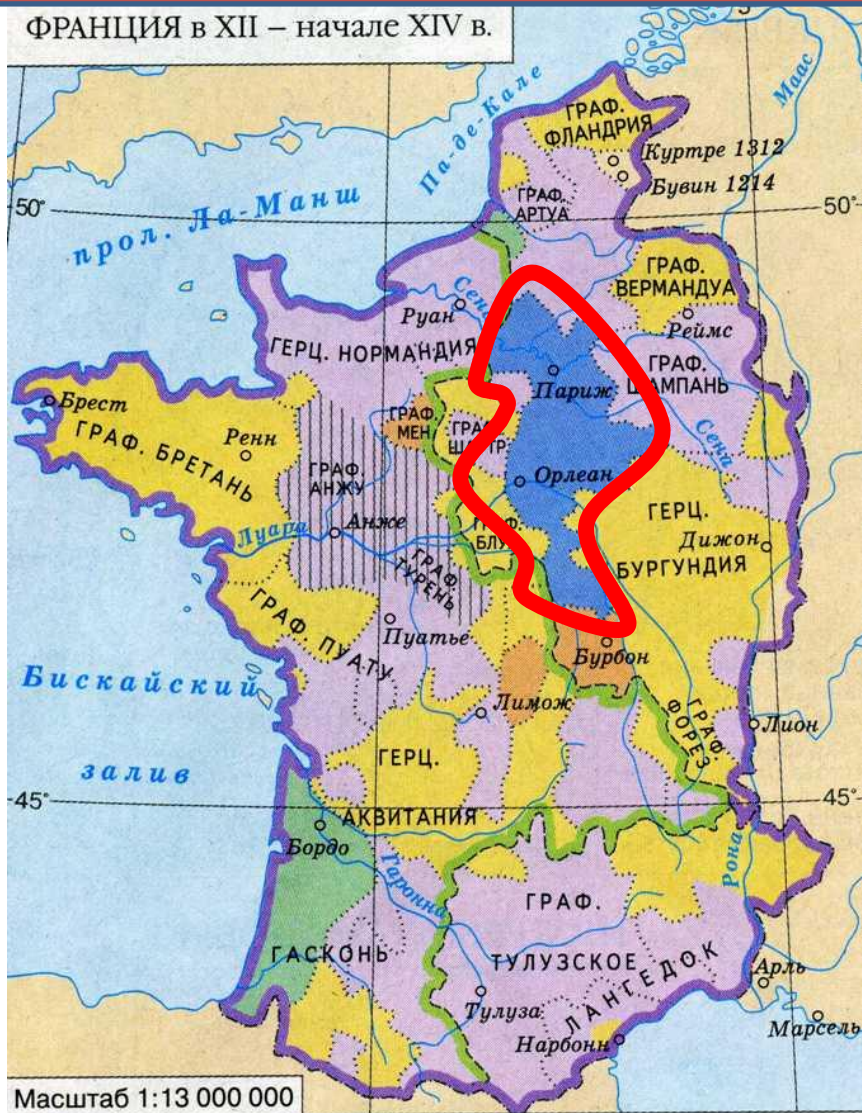 ФРАНЦИЯ в XII – начале XIV в.
Маас
Па-де-Кале
ГРАФ.
ФЛАНДРИЯ
Куртре 1312
Бувин 1214
50°
50°
прол. Ла-Манш
ГРАФ.
АРТУА
ГРАФ.
ВЕРМАНДУА
Сена
Руан
Реймс
ГЕРЦ. НОРМАНДИЯ
ГРАФ.
ШАМПАНЬ
Париж
Брест
ГРАФ. БРЕТАНЬ
Ренн
ГРАФ.
МЕН
Сена
ГРАФ.
АНЖУ
Орлеан
ГЕРЦ.
БУРГУНДИЯ
Луара
Анже
ГРАФ.
Дижон
ГРАФ.
ТУРЕНЬ
ГРАФ. ПУАТУ
Пуатье
Бурбон
Бискайский
залив
Лимож
ГРАФ.
ФОРЕЗ
Лион
ГЕРЦ.
АКВИТАНИЯ
45°
45°
Бордо
Гаронна
Рона
ГРАФ.
ТУЛУЗСКОЕ
ГАСКОНЬ
ЛАНГЕДОК
Арль
Тулуза
Марсель
Нарбонн
Масштаб 1:13 000 000